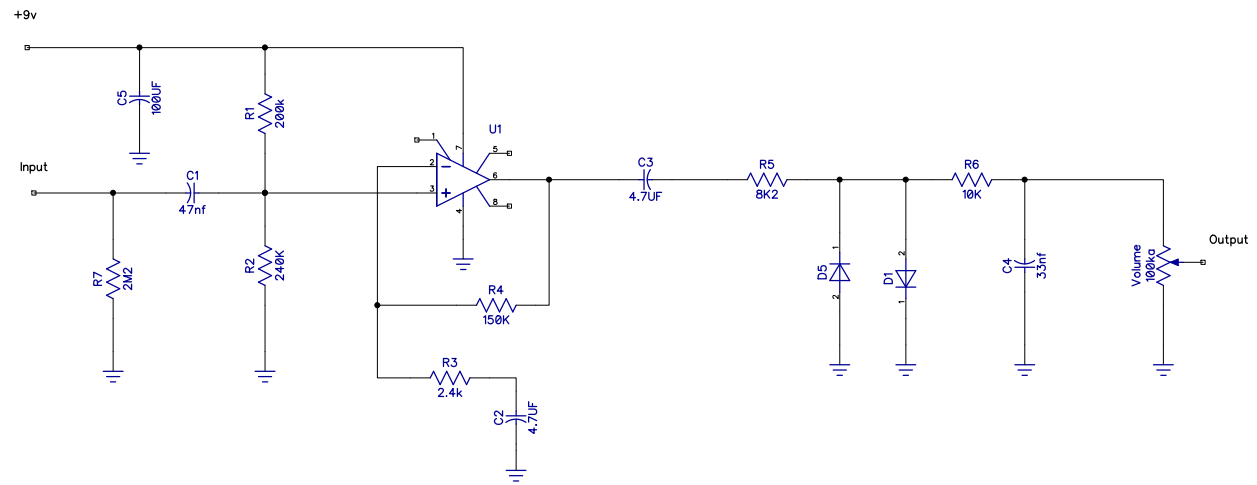 +9v
C5
100UF
R1
200k
Input
C1
47nf
R7
2M2
R2
240K
U1
1
7
5
2
6
3
8
4
R4
150K
R3
2.4k
C2
4.7UF
C3
4.7UF
R5
8K2
D5
1
2
D1
2
1
R6
10K
C4
33nf
Volume
100ka
Output